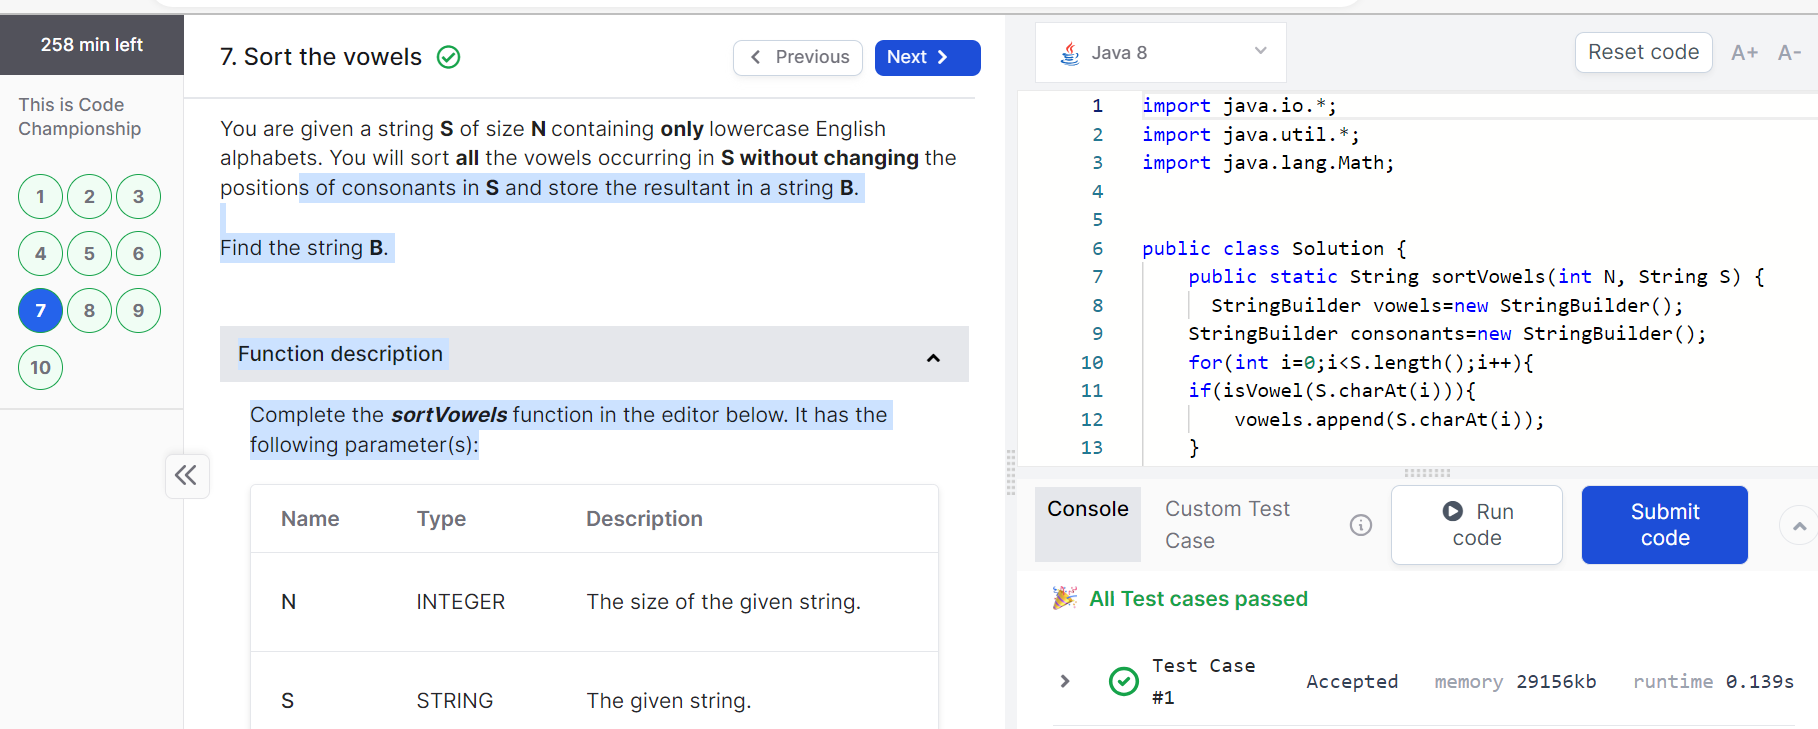 258 min left
This is Code
Championship
1 2 3
4 5 6
7 8 9
10
7. Sort the vowels
Previous
Next
You are given a string S of size N containing only lowercase English
alphabets. You will sort all the vowels occurring in S without changing the
positions of consonants in S and store the resultant in a string B.
Find the string B.
Function description
Complete the sortVowels function in the editor below. It has the
following parameter(s):
Name Type Description
N INTEGER The size of the given string.
S STRING The given string.
Java 8
Reset code
A+ A-
1 import java.io.*;
2 import java.util.*;
3 import java.lang.Math;
4
5
6 public class Solution {
7 public static String sortVowels(int N, String S) {
8 StringBuilder vowels=new StringBuilder();
9 StringBuilder consonants=new StringBuilder();
10 for(int i=0;i<S.length();i++){
11 if(isVowel(S.charAt(i))){
12 vowels.append(S.charAt(i));
13 }
Console
Custom Test
Case
Run
code
Submit
code
All Test cases passed
Test Case
#1
Accepted memory 29156kb runtime 0.139s